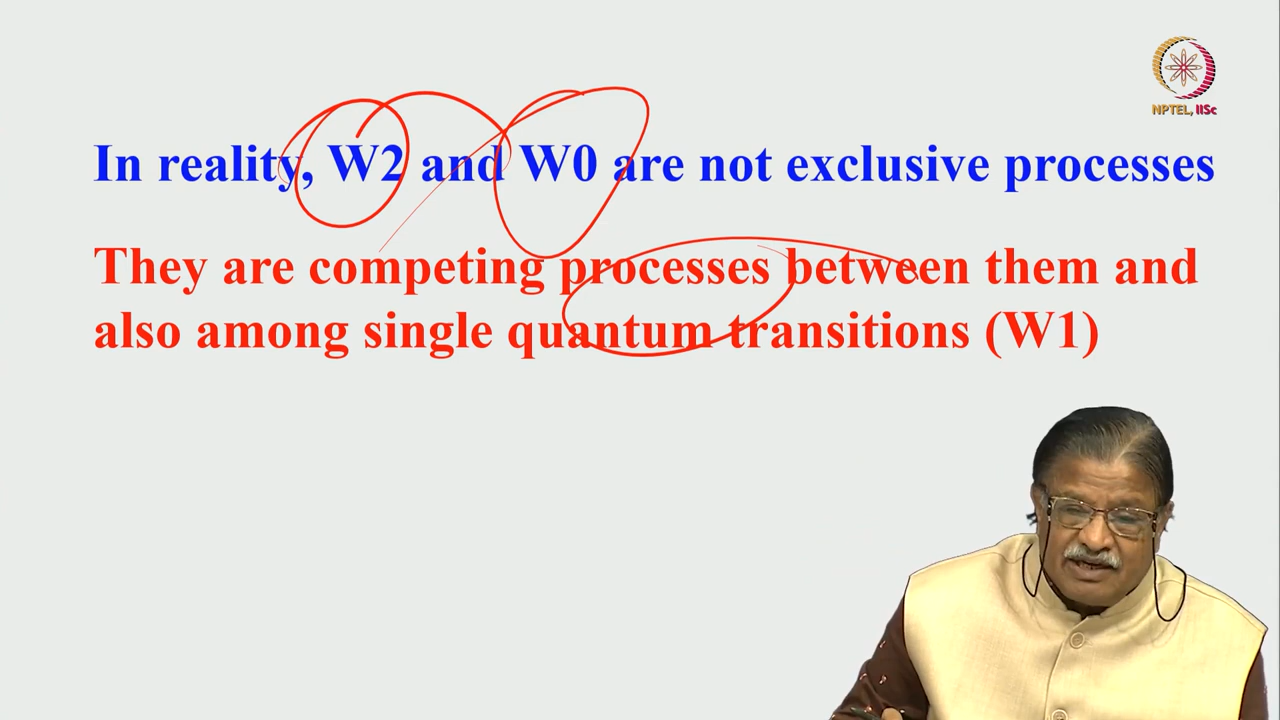 NPTEL, IISc
In reality, W2 and W0 are not exclusive processes
They are competing processes between them and
also among single quantum transitions (W1)